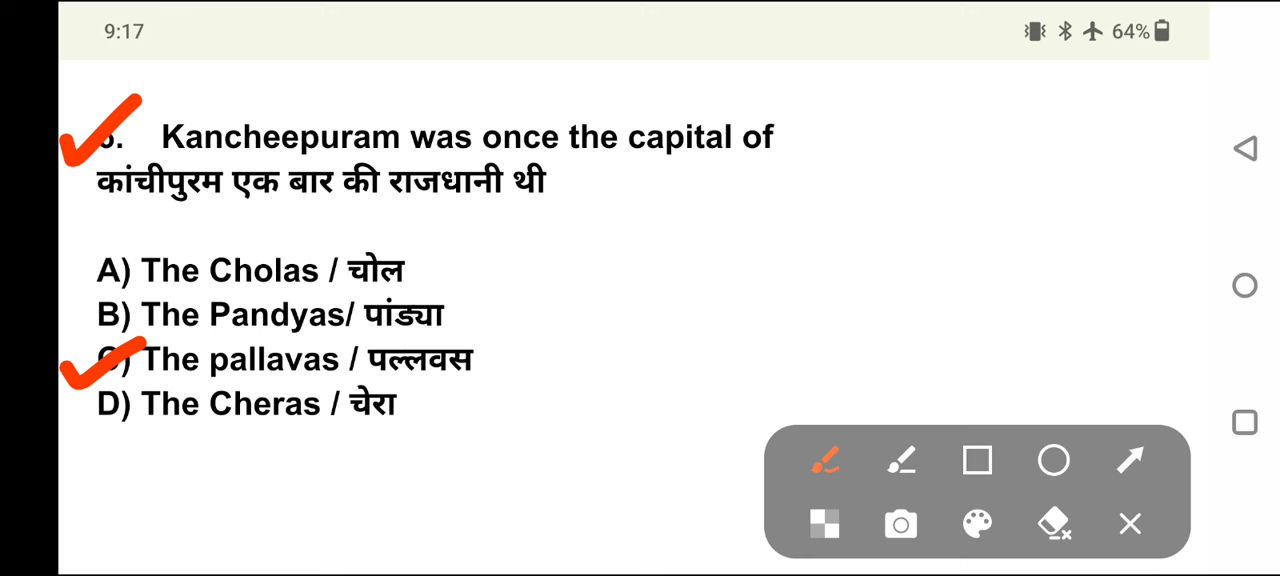 9:17
64%
Kancheepuram was once the capital of
कांचीपुरम एक बार की राजधानी थी
A) The Cholas / चोल
B) The Pandyas/ पांड्या
C) The pallavas / पल्लवस
D) The Cheras / चेरा